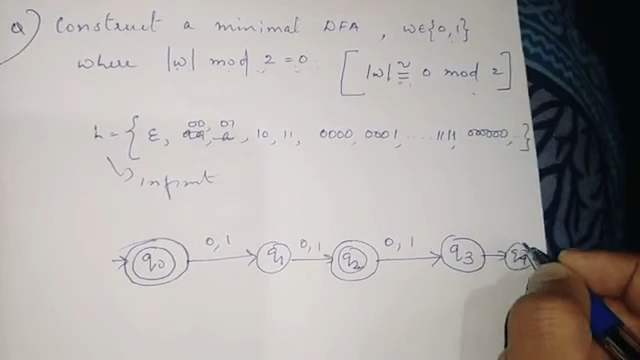 Q) Construct a minimal DFA, w∈{0,1}
where |w| mod 2 = 0 [|w| ≅ 0 mod 2]
L = { ε, 00, 01, 10, 11, 0000, 0001, .... 1111, 000000, ..}
Infinit
q0 0,1 q1 0,1 q2 0,1 q3